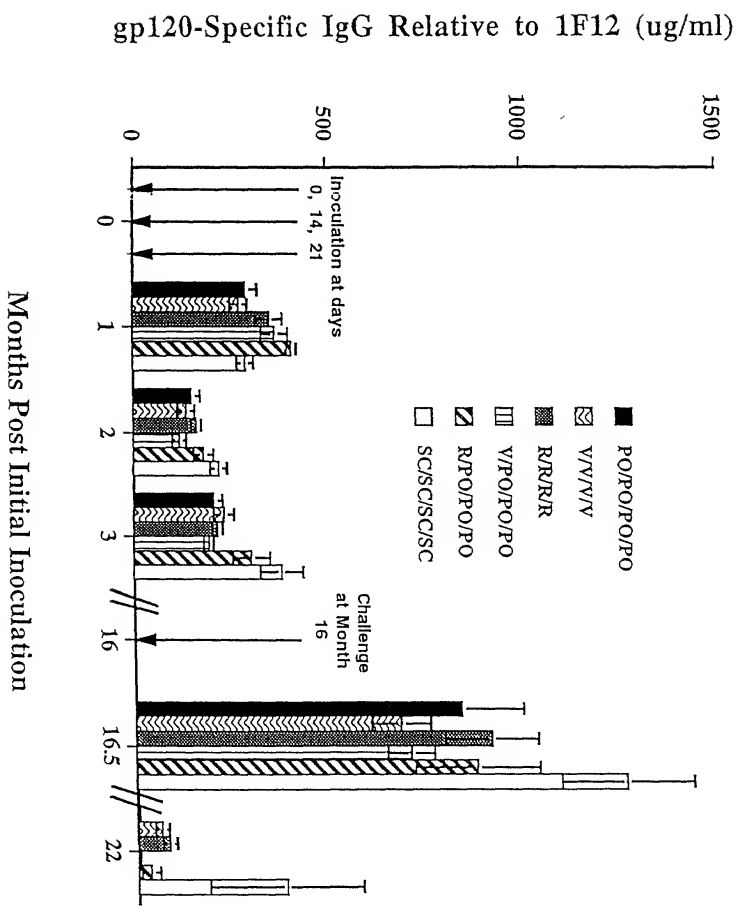 gp120-Specific IgG Relative to 1F12 (ug/ml)
1500
1000
500
0
Inoculation at days
0, 14, 21
PO/PO/PO/PO
V/V/V/V
R/R/R/R
V/PO/PO/PO
R/PO/PO/PO
SC/SC/SC/SC
Challenge
at Month
16
0
1
2
3
16
16.5
22
Months Post Initial Inoculation